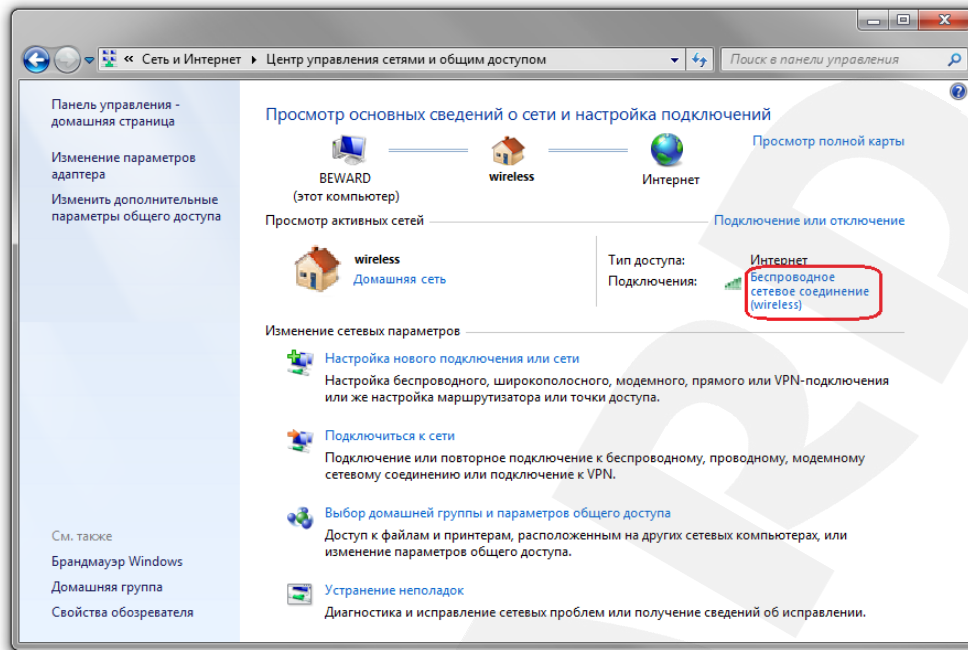 « Сеть и Интернет ▸ Центр управления сетями и общим доступом
Поиск в панели управления
Панель управления -
домашняя страница
Изменение параметров
адаптера
Изменить дополнительные
параметры общего доступа
См. также
Брандмауэр Windows
Домашняя группа
Свойства обозревателя
Просмотр основных сведений о сети и настройка подключений
Просмотр полной карты
BEWARD
(этот компьютер)
wireless
Интернет
Просмотр активных сетей
Подключение или отключение
wireless
Домашняя сеть
Тип доступа: Интернет
Подключения: Беспроводное
сетевое соединение
(wireless)
Изменение сетевых параметров
Настройка нового подключения или сети
Настройка беспроводного, широкополосного, модемного, прямого или VPN-подключения
или же настройка маршрутизатора или точки доступа.
Подключиться к сети
Подключение или повторное подключение к беспроводному, проводному, модемному
сетевому соединению или подключение к VPN.
Выбор домашней группы и параметров общего доступа
Доступ к файлам и принтерам, расположенным на других сетевых компьютерах, или
изменение параметров общего доступа.
Устранение неполадок
Диагностика и исправление сетевых проблем или получение сведений об исправлении.